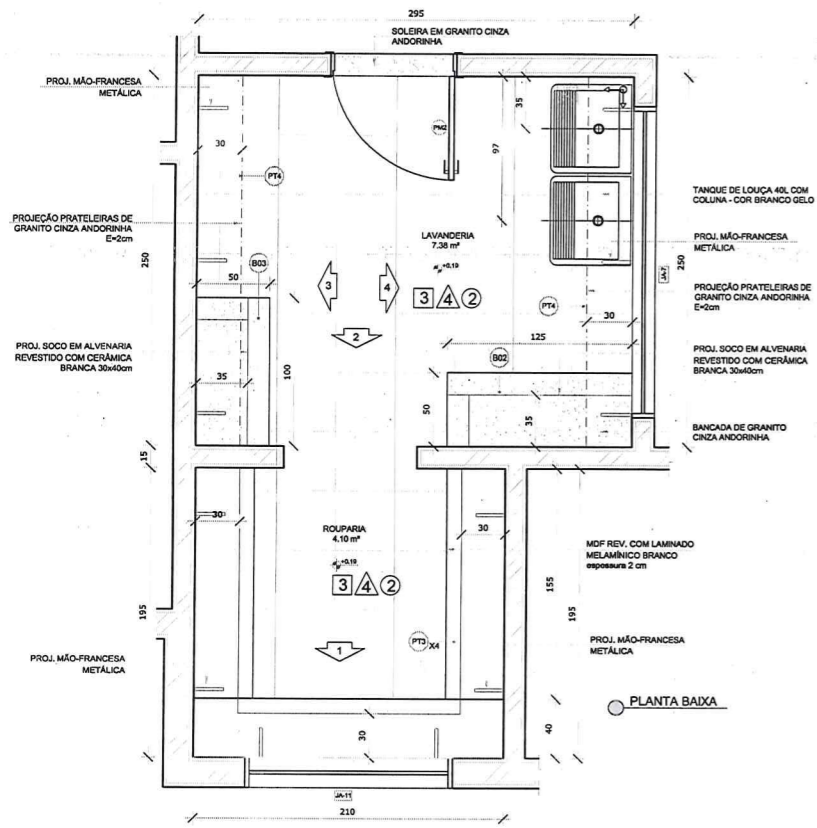 295
SOLEIRA EM GRANITO CINZA
ANDORINHA
PROJ. MÃO-FRANCESA
METÁLICA
30
PT4
PM2
35
97
TANQUE DE LOUÇA 40L COM
COLUNA - COR BRANCO GELO
PROJEÇÃO PRATELEIRAS DE
GRANITO CINZA ANDORINHA
E=2cm
LAVANDERIA
7.38 m²
+0,19
PROJ. MÃO-FRANCESA
METÁLICA
250
50
B03
3
4
3 4 2
JA-7
250
PROJEÇÃO PRATELEIRAS DE
GRANITO CINZA ANDORINHA
E=2cm
PT4
30
2
125
PROJ. SOCO EM ALVENARIA
REVESTIDO COM CERÂMICA
BRANCA 30x40cm
35
100
B02
PROJ. SOCO EM ALVENARIA
REVESTIDO COM CERÂMICA
BRANCA 30x40cm
50
35
BANCADA DE GRANITO
CINZA ANDORINHA
15
30
ROUPARIA
4.10 m²
30
+0,19
3 4 2
MDF REV. COM LAMINADO
MELAMÍNICO BRANCO
espessura 2 cm
155
195
195
PT3 X4
1
PROJ. MÃO-FRANCESA
METÁLICA
PROJ. MÃO-FRANCESA
METÁLICA
PLANTA BAIXA
30
40
JA-11
210